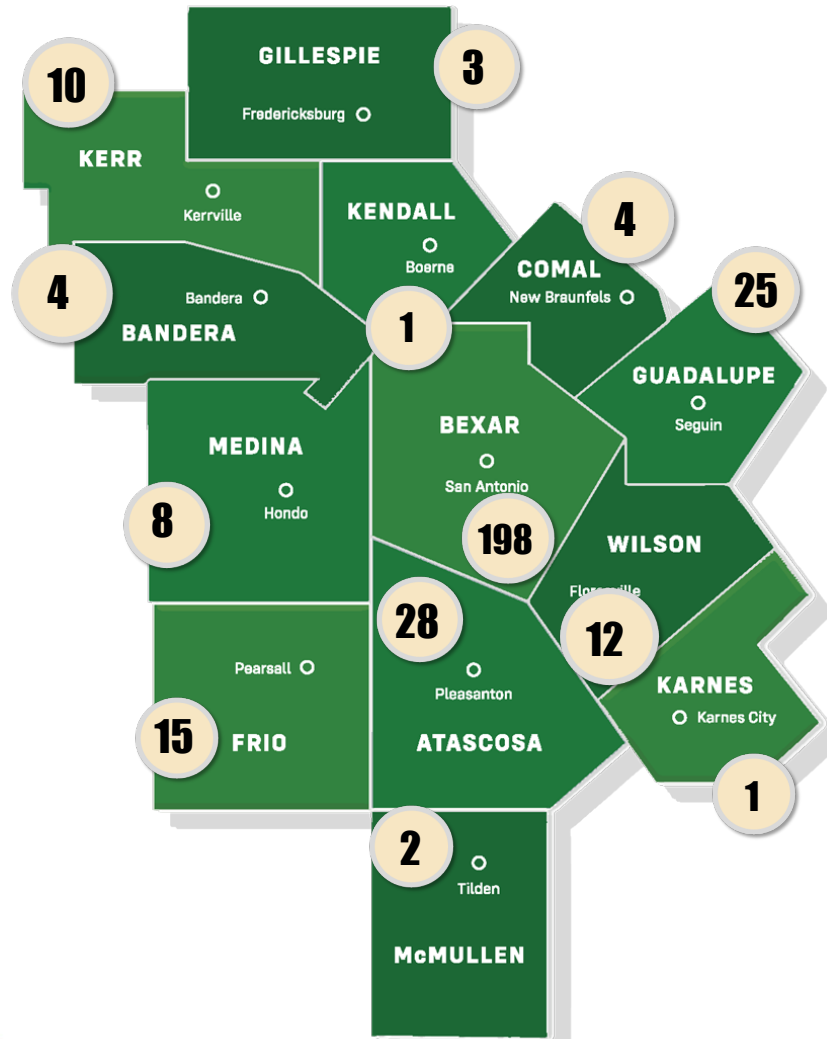 GILLESPIE
3
Fredericksburg
10
KERR
Kerrville
KENDALL
Boerne
4
COMAL
New Braunfels
4
Bandera
BANDERA
25
GUADALUPE
Seguin
1
BEXAR
San Antonio
198
MEDINA
Hondo
8
WILSON
12
28
Pleasanton
ATASCOSA
Pearsall
15
FRIO
KARNES
Karnes City
1
2
Tilden
McMULLEN